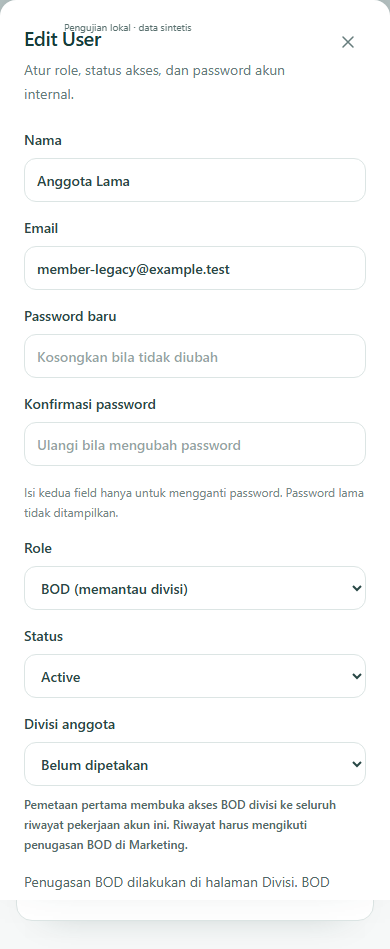 Pengujian lokal · data sintetis
Edit User
Atur role, status akses, dan password akun
internal.
Nama
Anggota Lama
Email
member-legacy@example.test
Password baru
Kosongkan bila tidak diubah
Konfirmasi password
Ulangi bila mengubah password
Isi kedua field hanya untuk mengganti password. Password lama
tidak ditampilkan.
Role
BOD (memantau divisi)
Status
Active
Divisi anggota
Belum dipetakan
Pemetaan pertama membuka akses BOD divisi ke seluruh
riwayat pekerjaan akun ini. Riwayat harus mengikuti
penugasan BOD di Marketing.
Penugasan BOD dilakukan di halaman Divisi. BOD